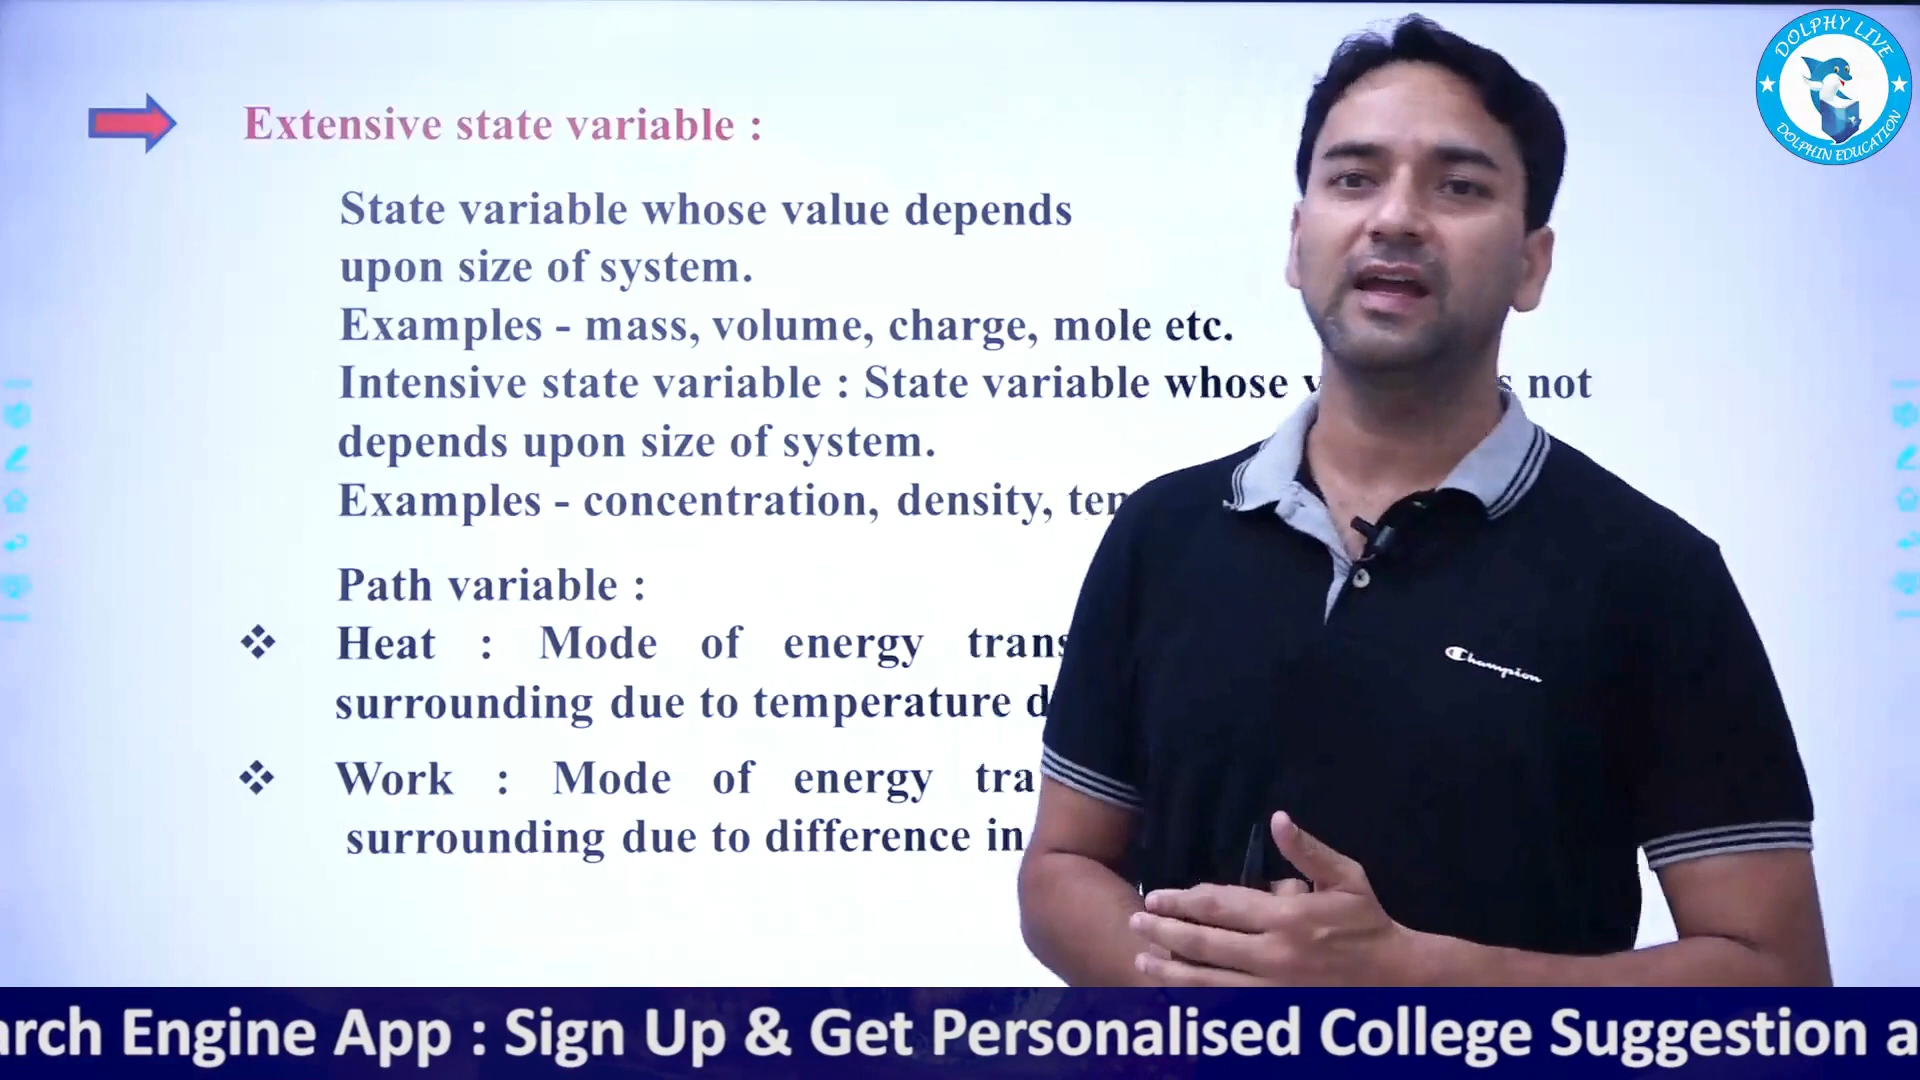 DOLPHY LIVE
DOLPHIN EDUCATION
Extensive state variable :
State variable whose value depends
upon size of system.
Examples - mass, volume, charge, mole etc.
Intensive state variable : State variable whose not
depends upon size of system.
Examples - concentration, density,
Path variable :
❖ Heat : Mode of energy
surrounding due to temperature
❖ Work : Mode of energy
surrounding due to difference in
Champion
Engine App : Sign Up & Get Personalised College Suggestion